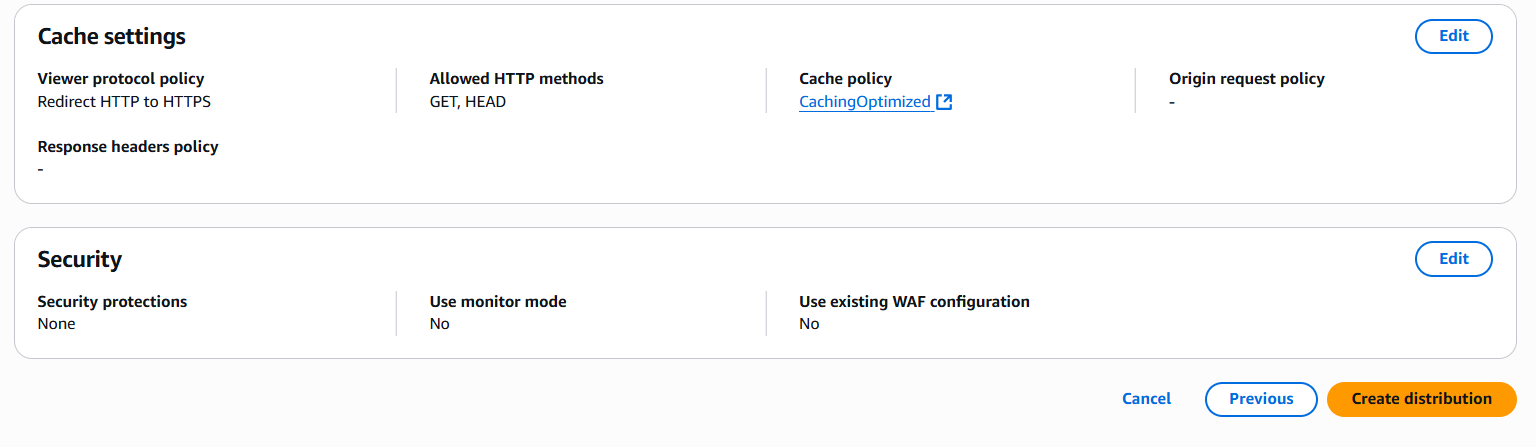 Cache settings
Edit
Viewer protocol policy
Redirect HTTP to HTTPS
Allowed HTTP methods
GET, HEAD
Cache policy
CachingOptimized
Origin request policy
-
Response headers policy
-
Security
Edit
Security protections
None
Use monitor mode
No
Use existing WAF configuration
No
Cancel
Previous
Create distribution